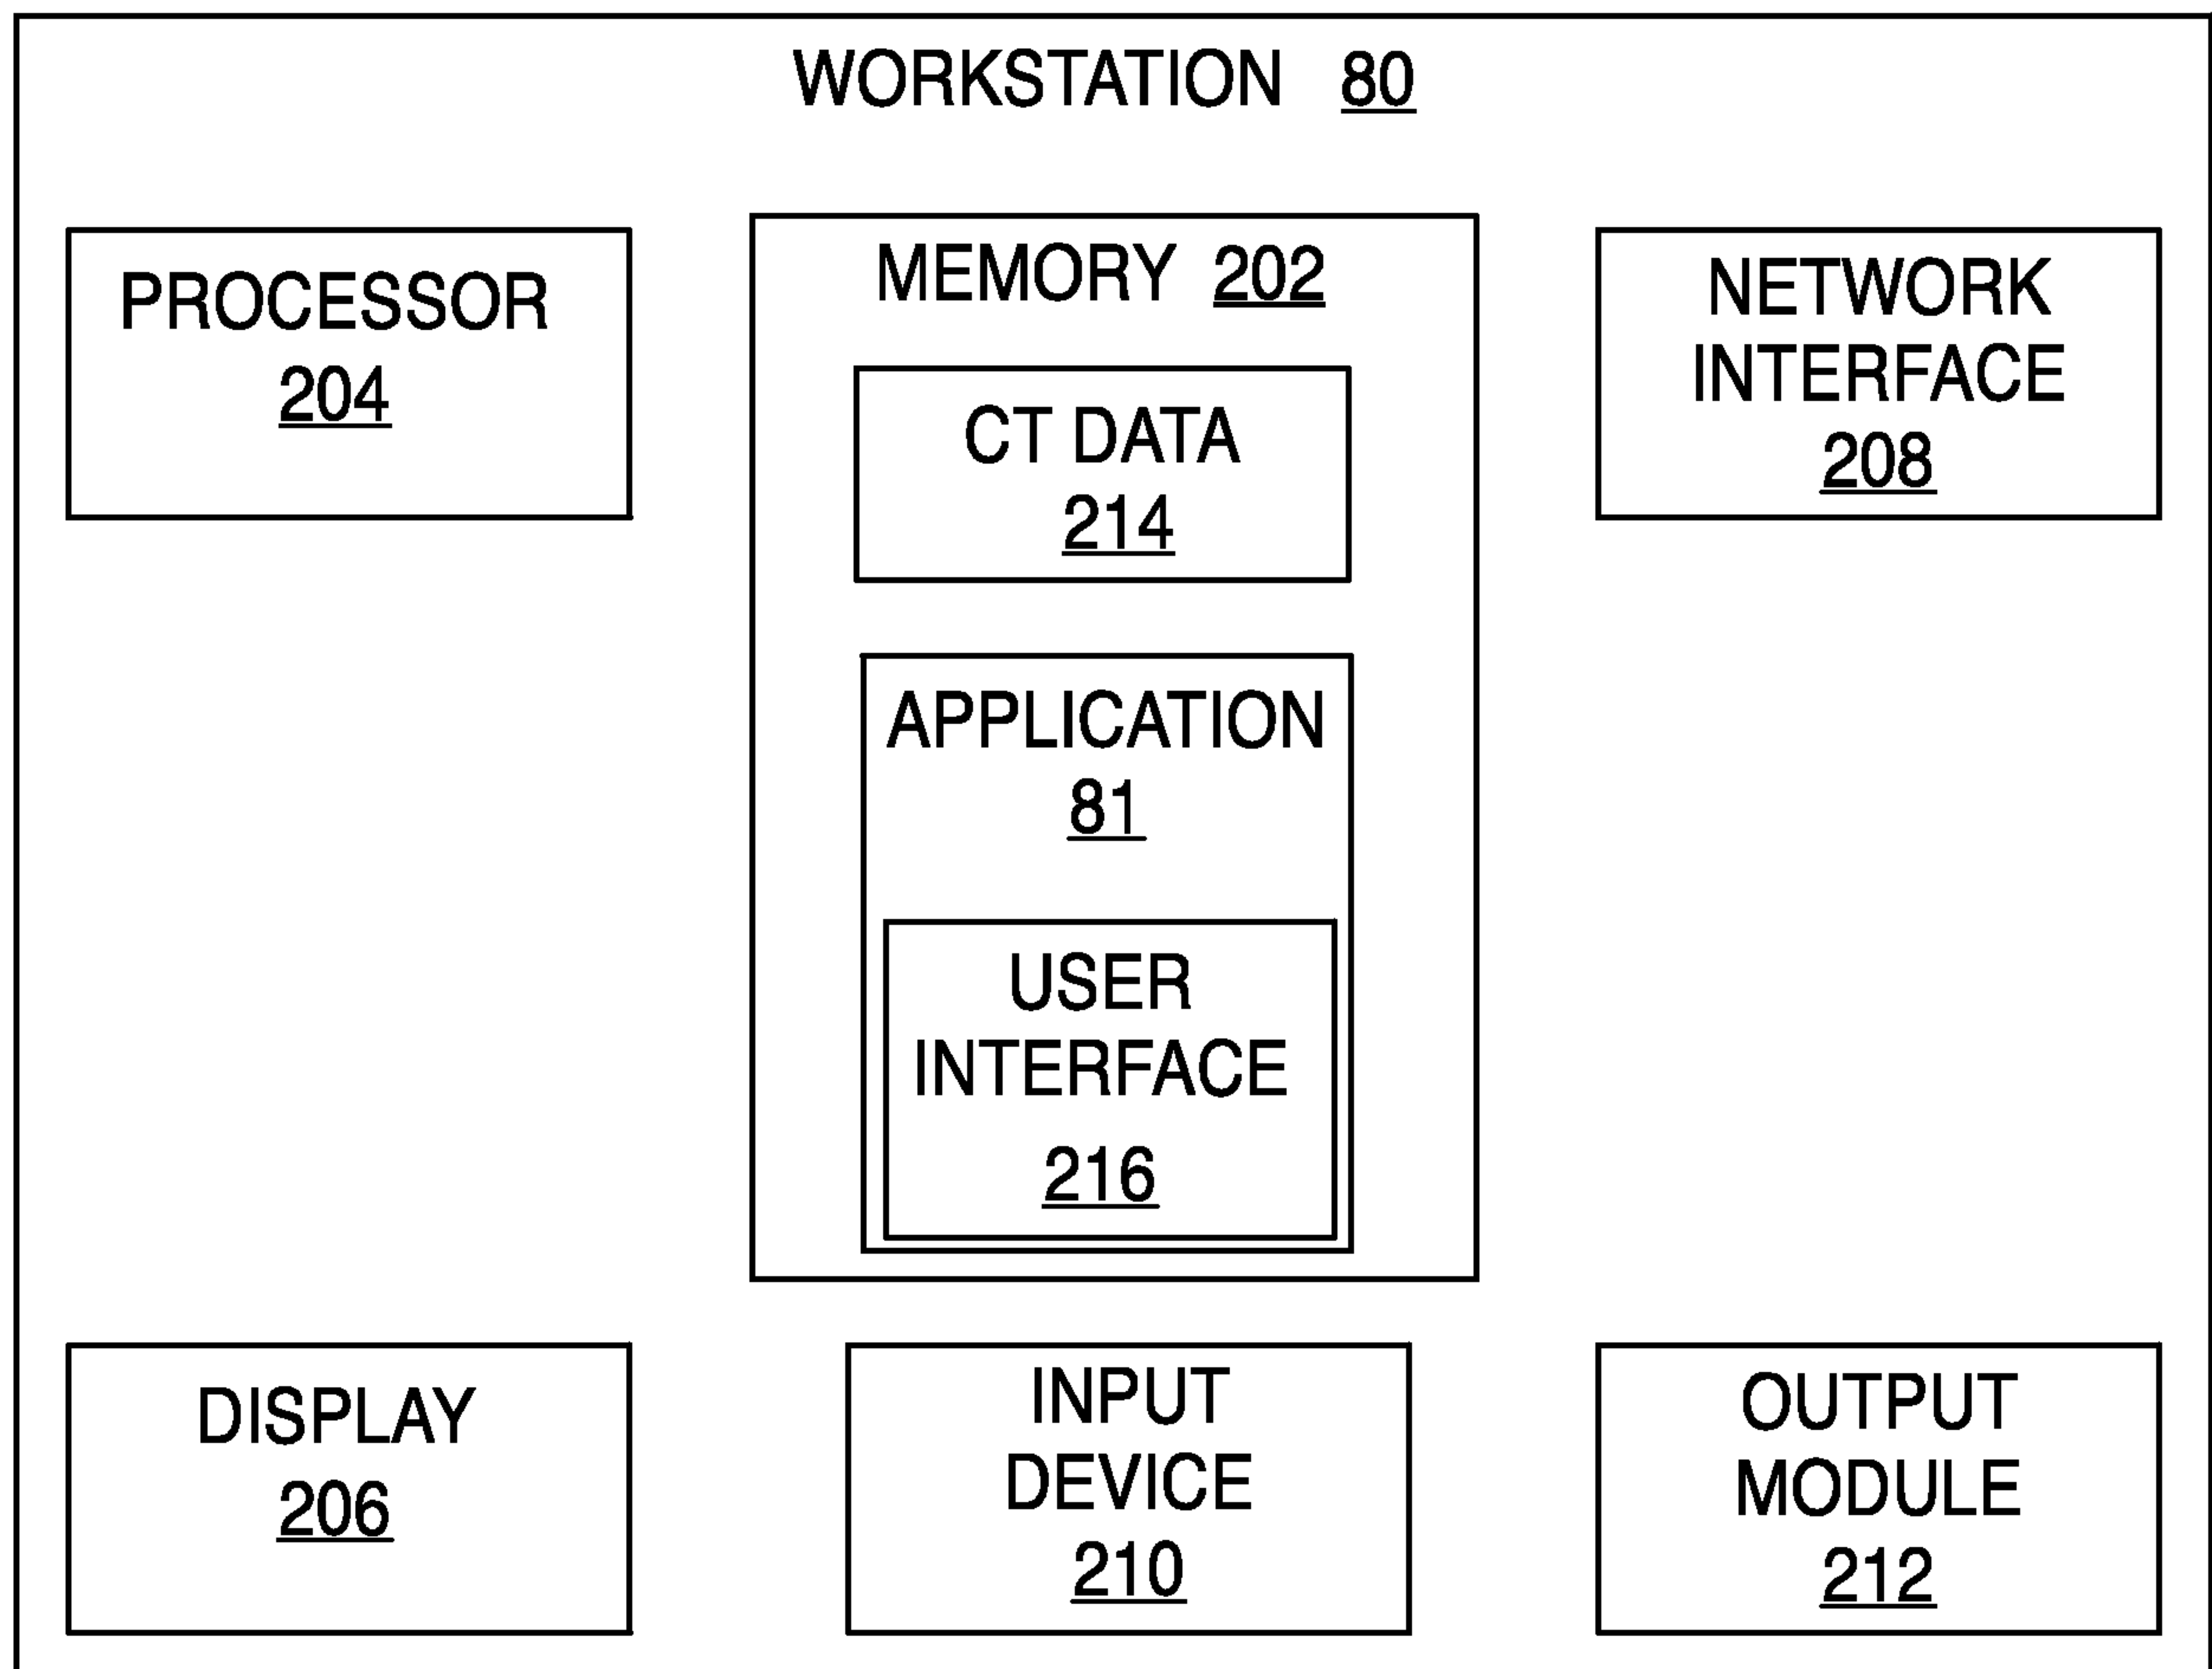 WORKSTATION 80
PROCESSOR
204
MEMORY 202
CT DATA
214
APPLICATION
81
USER
INTERFACE
216
NETWORK
INTERFACE
208
DISPLAY
206
INPUT
DEVICE
210
OUTPUT
MODULE
212